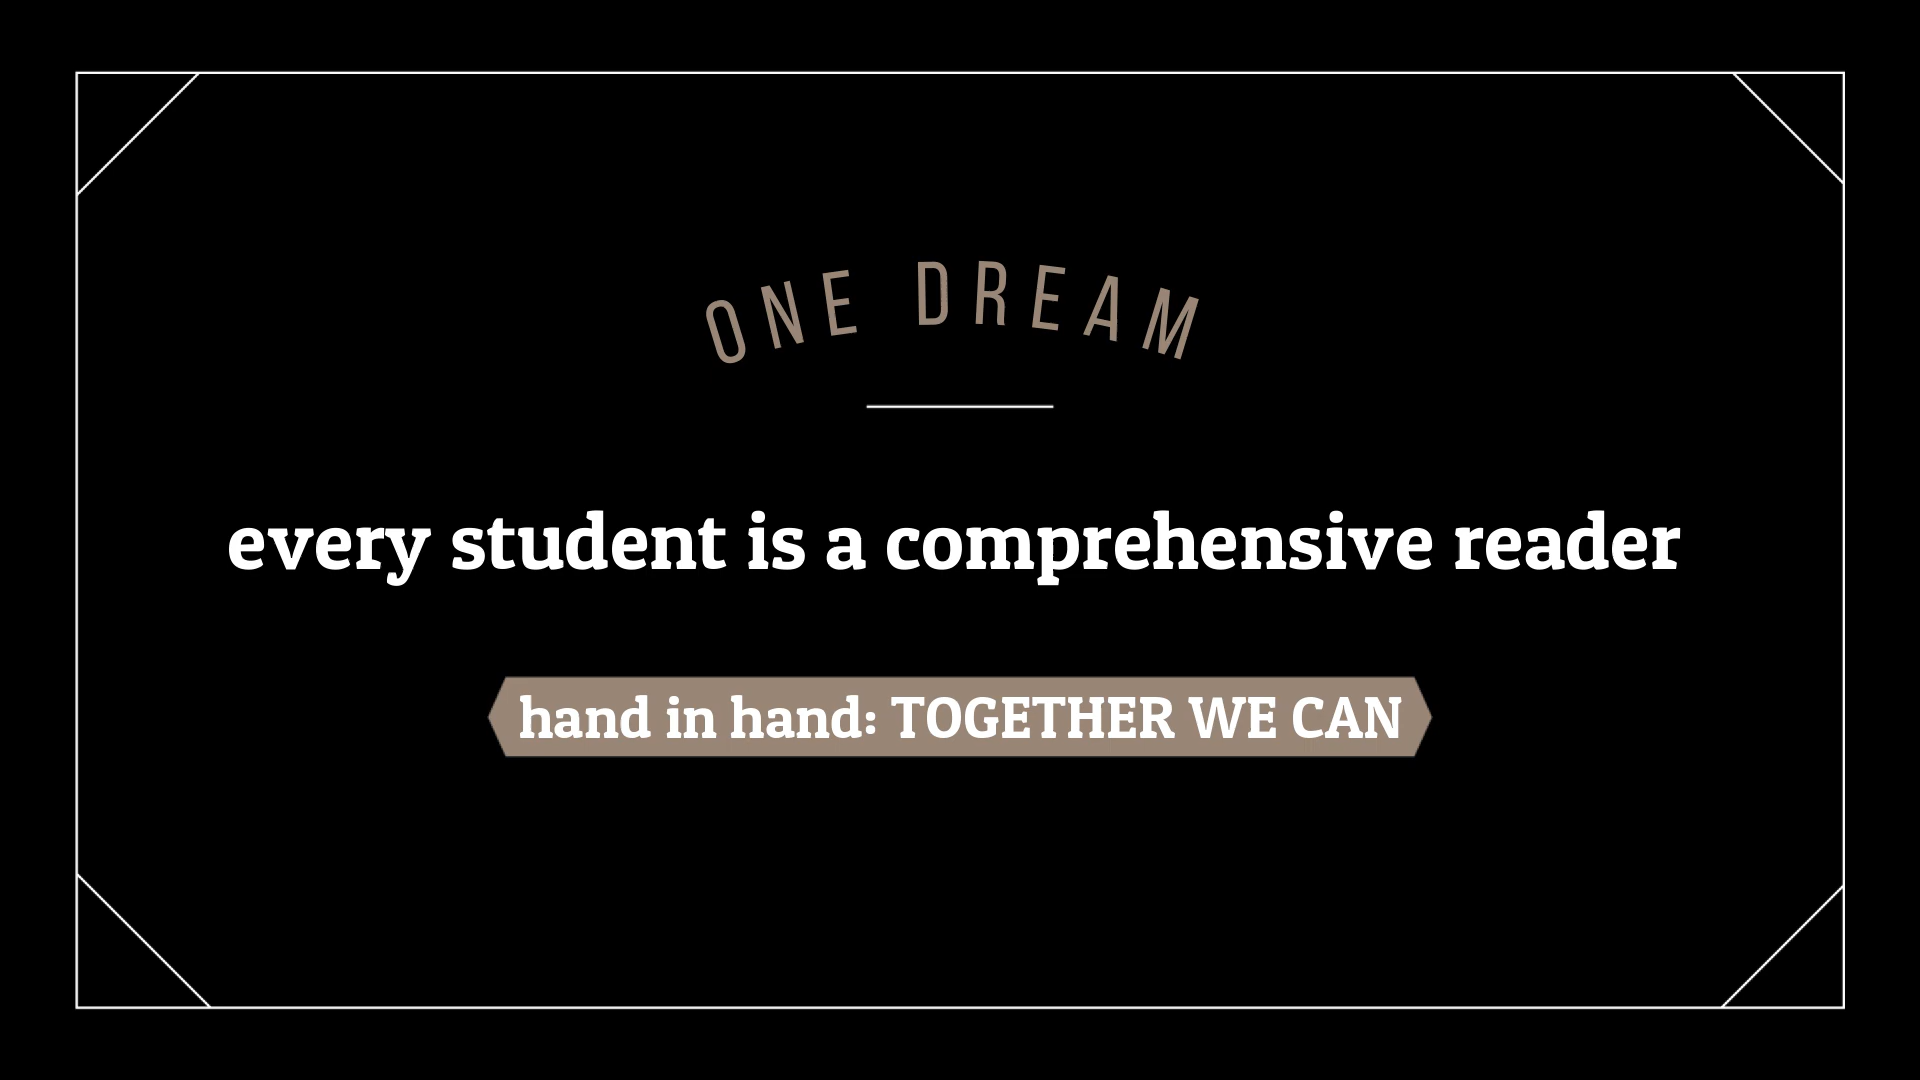 ONE DREAM
every student is a comprehensive reader
hand in hand: TOGETHER WE CAN